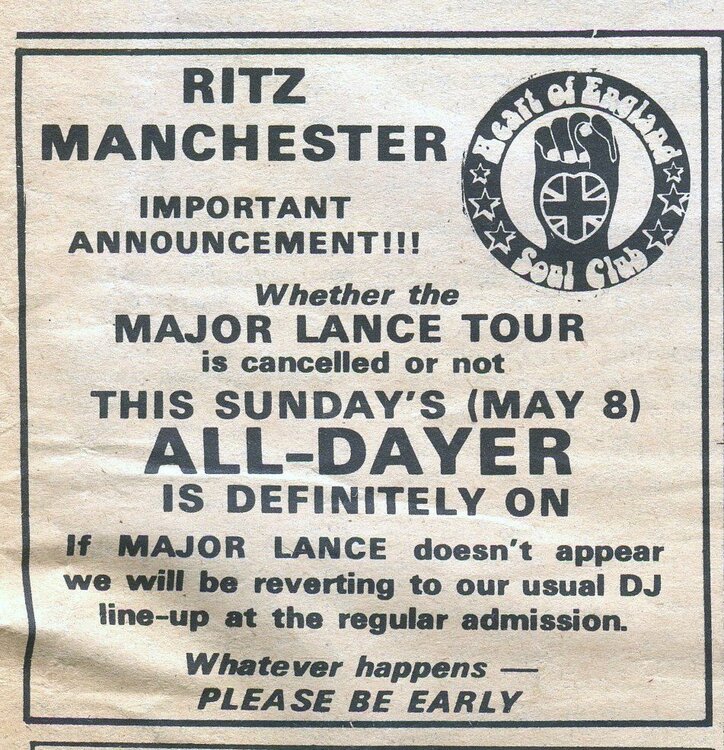 RITZ
MANCHESTER
Heart of England
Soul Club
IMPORTANT
ANNOUNCEMENT!!!
Whether the
MAJOR LANCE TOUR
is cancelled or not
THIS SUNDAY'S (MAY 8)
ALL-DAYER
IS DEFINITELY ON
If MAJOR LANCE doesn't appear
we will be reverting to our usual DJ
line-up at the regular admission.
Whatever happens —
PLEASE BE EARLY